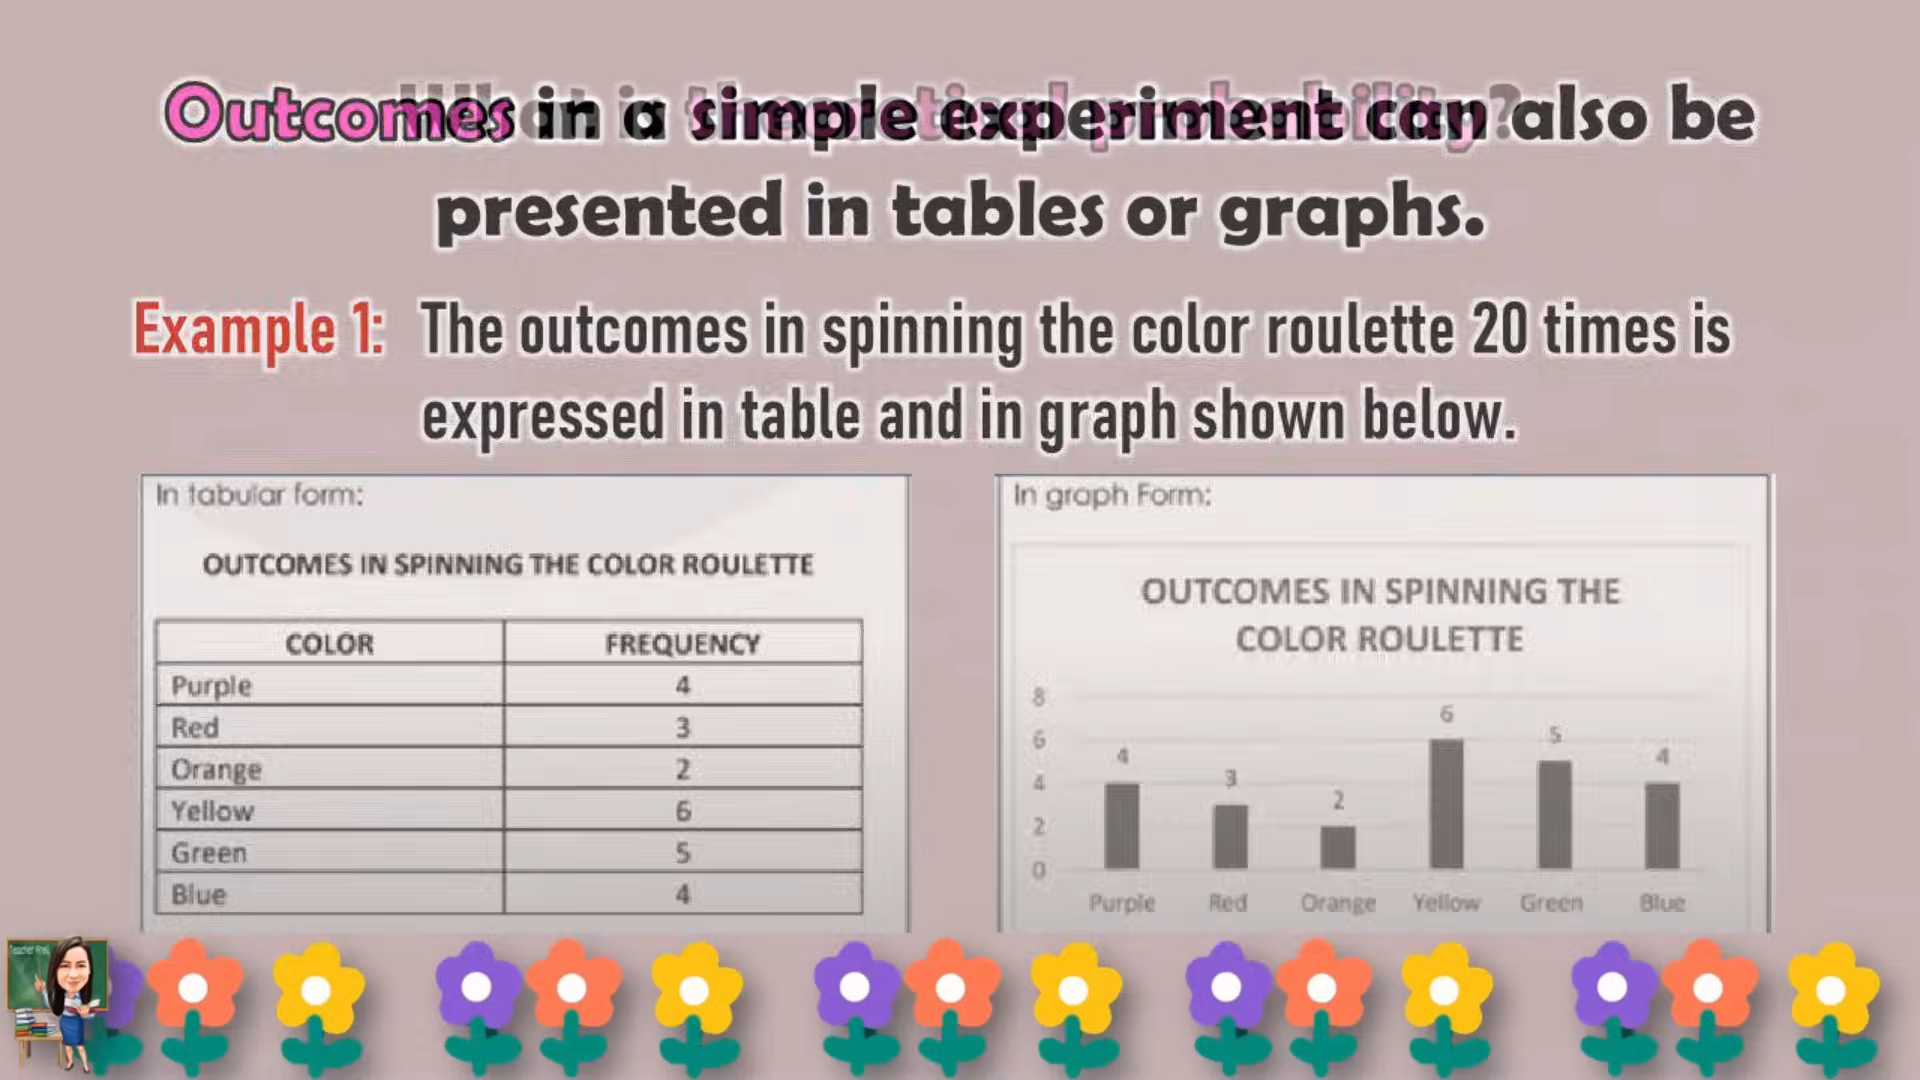 Outcomes in a simple experiment can also be
presented in tables or graphs.
Example 1: The outcomes in spinning the color roulette 20 times is
expressed in table and in graph shown below.
In tabular form:
OUTCOMES IN SPINNING THE COLOR ROULETTE
COLOR FREQUENCY
Purple 4
Red 3
Orange 2
Yellow 6
Green 5
Blue 4
In graph Form:
OUTCOMES IN SPINNING THE
COLOR ROULETTE
8
6
4
2
0
4 3 2 6 5 4
Purple Red Orange Yellow Green Blue